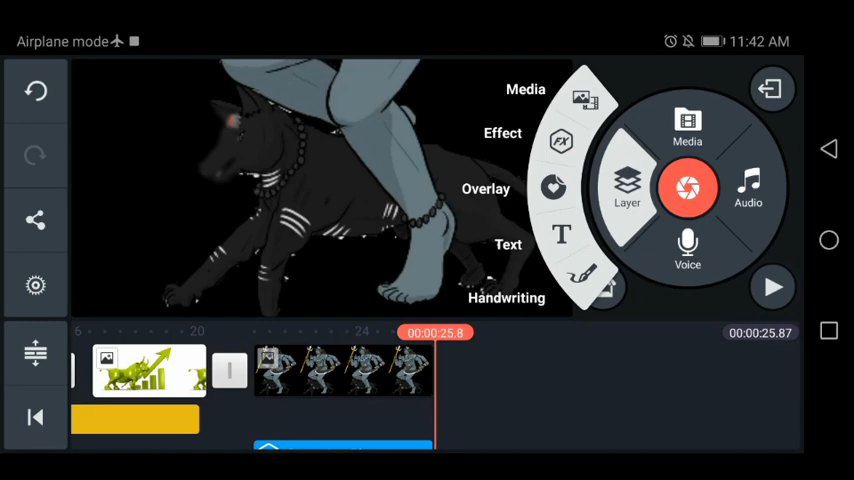 Airplane mode
11:42 AM
Media
Effect
Overlay
Text
Handwriting
FX
T
Media
Layer
Audio
Voice
6
20
24
00:00:25.8
00:00:25.87